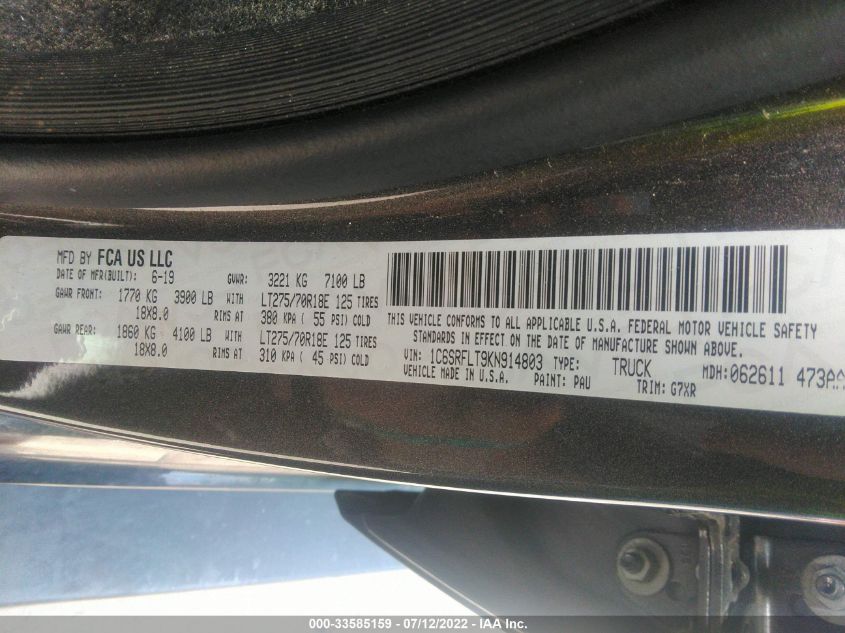 MFD BY FCA US LLC
DATE OF MFR(BUILT): 6-19 GVWR: 3221 KG 7100 LB
GAWR FRONT: 1770 KG 3900 LB WITH LT275/70R18E 125 TIRES
18X8.0 RIMS AT 380 KPA ( 55 PSI) COLD
GAWR REAR: 1860 KG 4100 LB WITH LT275/70R18E 125 TIRES
18X8.0 RIMS AT 310 KPA ( 45 PSI) COLD
THIS VEHICLE CONFORMS TO ALL APPLICABLE U.S.A. FEDERAL MOTOR VEHICLE SAFETY
STANDARDS IN EFFECT ON THE DATE OF MANUFACTURE SHOWN ABOVE.
VIN: 1C6SRFLT9KN914803 TYPE: TRUCK MDH:062611 473AA
VEHICLE MADE IN U.S.A. PAINT: PAU TRIM: G7XR
000-33585159 - 07/12/2022 - IAA Inc.